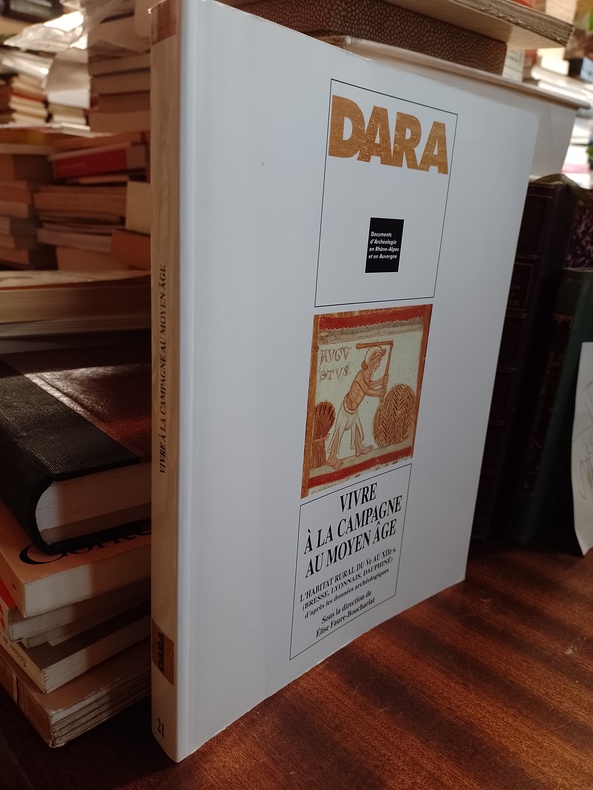 DARA
Documents
d'Archéologie
en Rhône-Alpes
et en Auvergne
AVGV
STVS
VIVRE
À LA CAMPAGNE
AU MOYEN ÂGE
L'HABITAT RURAL DU Ve AU XIIe s.
(BRESSE, LYONNAIS, DAUPHINÉ)
d'après les données archéologiques
Sous la direction de
Élise Faure-Boucharlat
VIVRE À LA CAMPAGNE AU MOYEN ÂGE
DARA
21